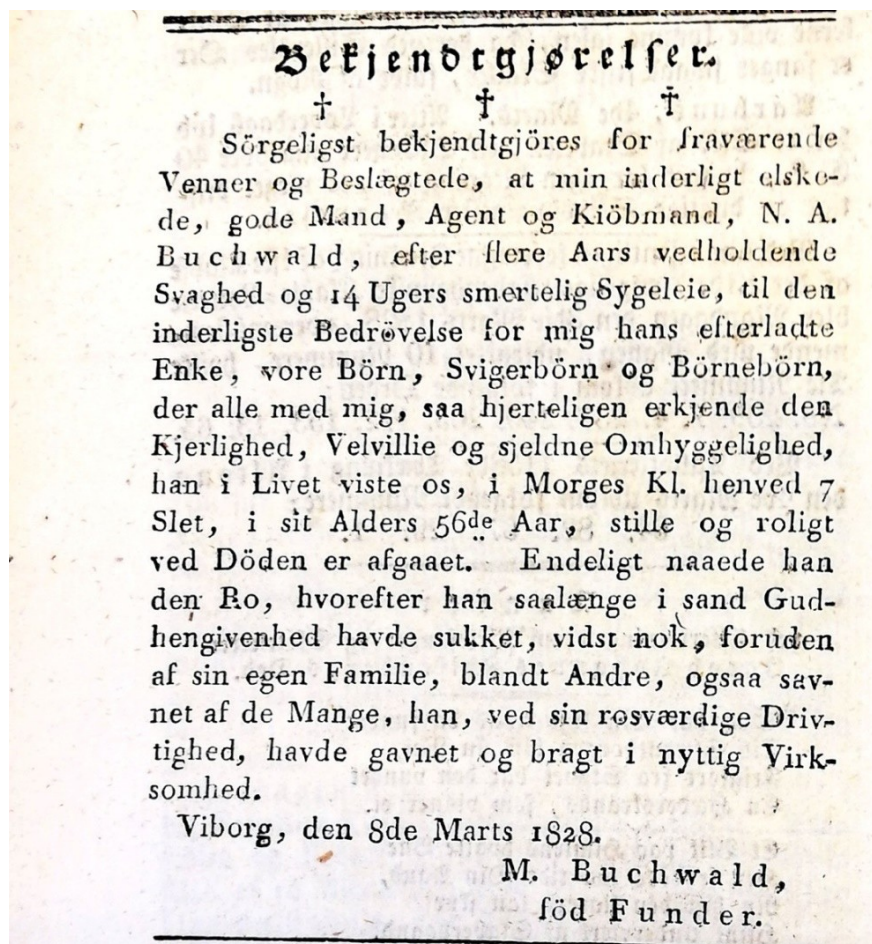 Bekjendtgjørelser.
† † †
Sörgeligst bekjendtgjöres for fraværende
Venner og Beslægtede, at min inderligt elske-
de, gode Mand, Agent og Kiöbmand, N. A.
Buchwald, efter flere Aars vedholdende
Svaghed og 14 Ugers smertelig Sygeleie, til den
inderligste Bedrövelse for mig hans efterladte
Enke, vore Börn, Svigerbörn og Börnebörn,
der alle med mig, saa hjerteligen erkjende den
Kjerlighed, Velvillie og sjeldne Omhyggelighed,
han i Livet viste os, i Morges Kl. henved 7
Slet, i sit Alders 56de Aar, stille og roligt
ved Döden er afgaaet. Endeligt naaede han
den Ro, hvorefter han saalænge i sand Gud-
hengivenhed havde sukket, vidst nok, foruden
af sin egen Familie, blandt Andre, ogsaa sav-
net af de Mange, han, ved sin rosværdige Driv-
tighed, havde gavnet og bragt i nyttig Virk-
somhed.
Viborg, den 8de Marts 1828.
M. Buchwald,
föd Funder.